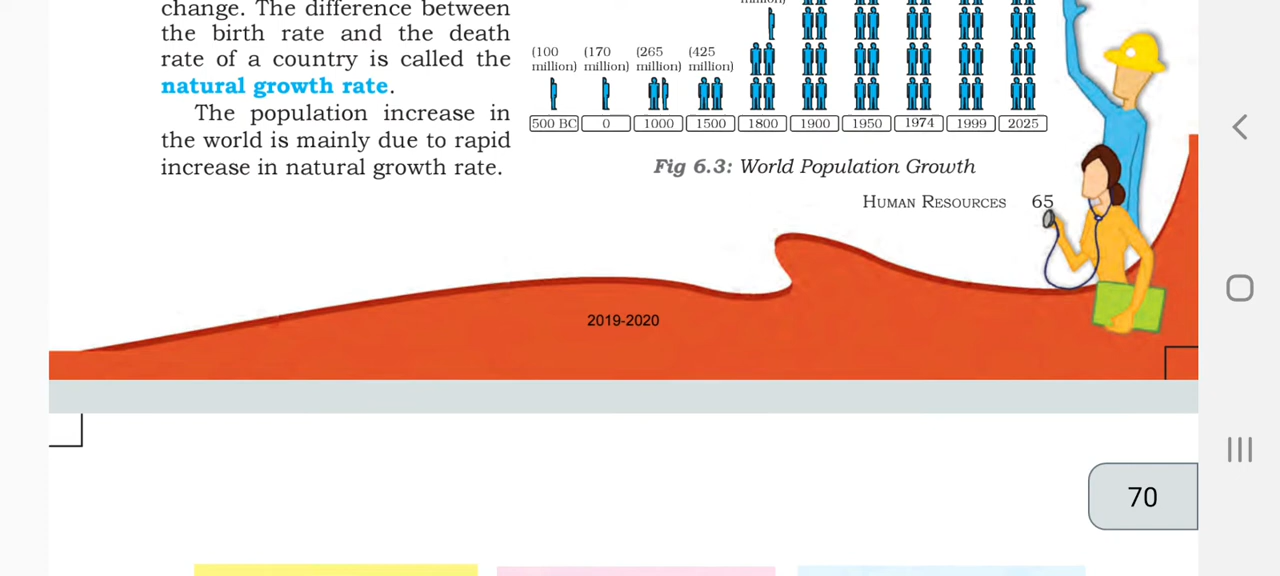 change. The difference between
the birth rate and the death
rate of a country is called the
natural growth rate.
The population increase in
the world is mainly due to rapid
increase in natural growth rate.
(100 (170 (265 (425
million) million) million) million)
500 BC 0 1000 1500 1800 1900 1950 1974 1999 2025
Fig 6.3: World Population Growth
HUMAN RESOURCES 65
2019-2020
70